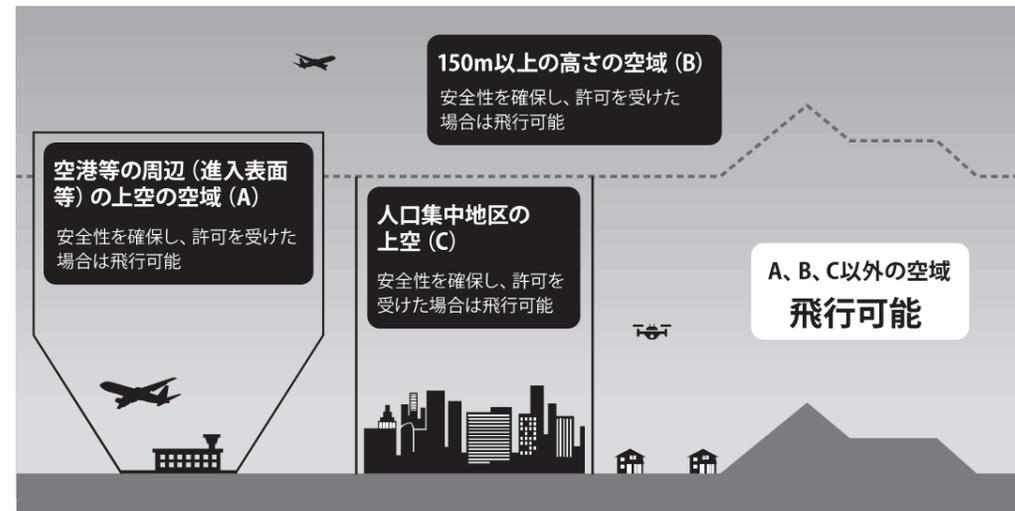 150m以上の高さの空域（B）
安全性を確保し、許可を受けた
場合は飛行可能
空港等の周辺（進入表面
等）の上空の空域（A）
安全性を確保し、許可を受けた
場合は飛行可能
人口集中地区の
上空（C）
安全性を確保し、許可を
受けた場合は飛行可能
A、B、C以外の空域
飛行可能